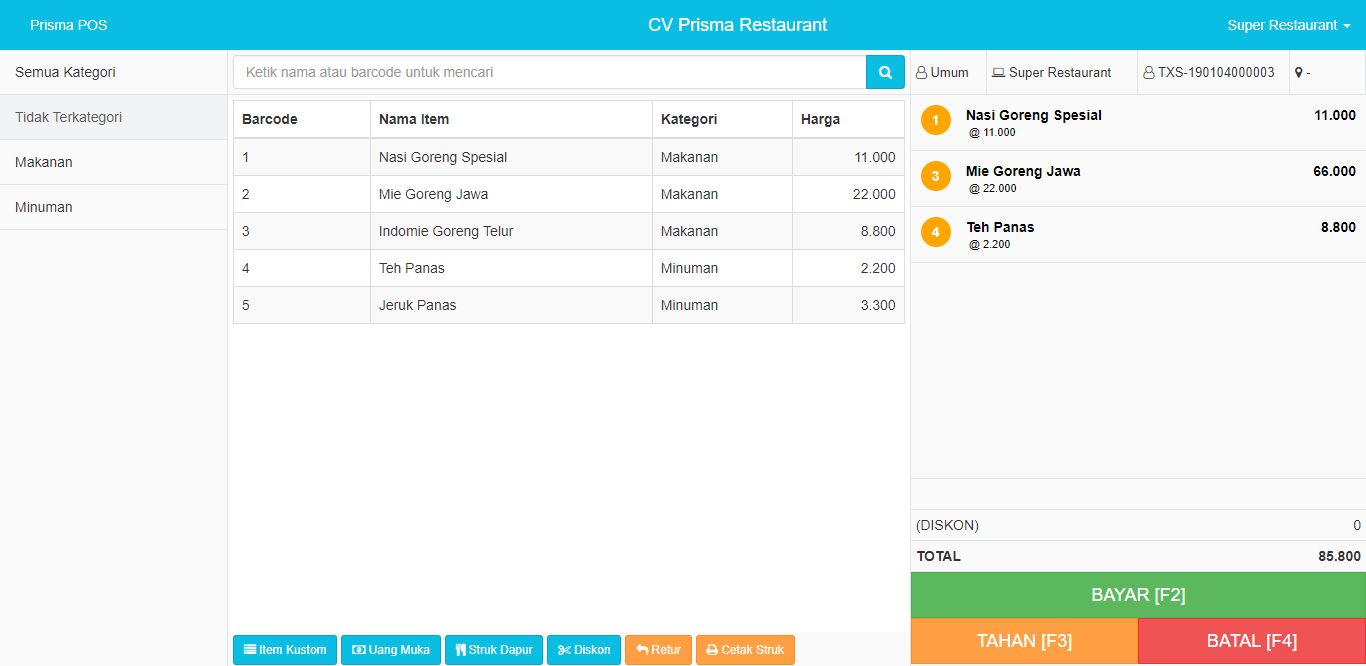 Prisma POS
CV Prisma Restaurant
Super Restaurant
Semua Kategori
Tidak Terkategori
Makanan
Minuman
Ketik nama atau barcode untuk mencari
Barcode Nama Item Kategori Harga
1 Nasi Goreng Spesial Makanan 11.000
2 Mie Goreng Jawa Makanan 22.000
3 Indomie Goreng Telur Makanan 8.800
4 Teh Panas Minuman 2.200
5 Jeruk Panas Minuman 3.300
Item Kustom
Uang Muka
Struk Dapur
Diskon
Retur
Cetak Struk
Umum
Super Restaurant
TXS-190104000003
-
1 Nasi Goreng Spesial 11.000
@ 11.000
3 Mie Goreng Jawa 66.000
@ 22.000
4 Teh Panas 8.800
@ 2.200
(DISKON) 0
TOTAL 85.800
BAYAR [F2]
TAHAN [F3]
BATAL [F4]